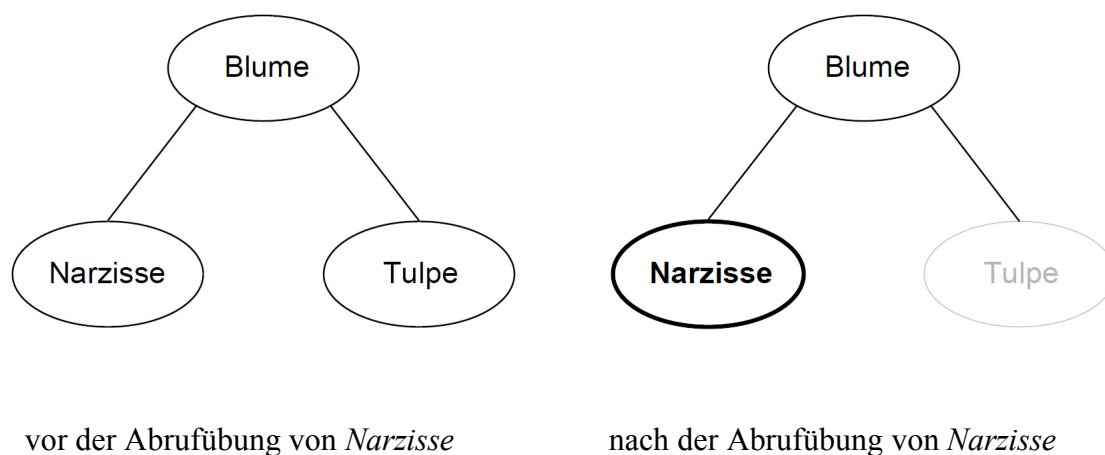 Blume
Blume
Narzisse
Tulpe
Narzisse
Tulpe
vor der Abrufübung von Narzisse
nach der Abrufübung von Narzisse